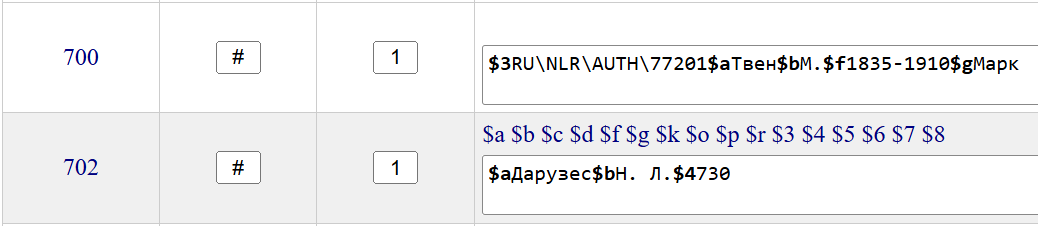 700 # 1 $3RU\NLR\AUTH\77201$aТвен$bМ.$f1835-1910$gМарк
$a $b $c $d $f $g $k $o $p $r $3 $4 $5 $6 $7 $8
702 # 1 $aДарузес$bН. Л.$4730